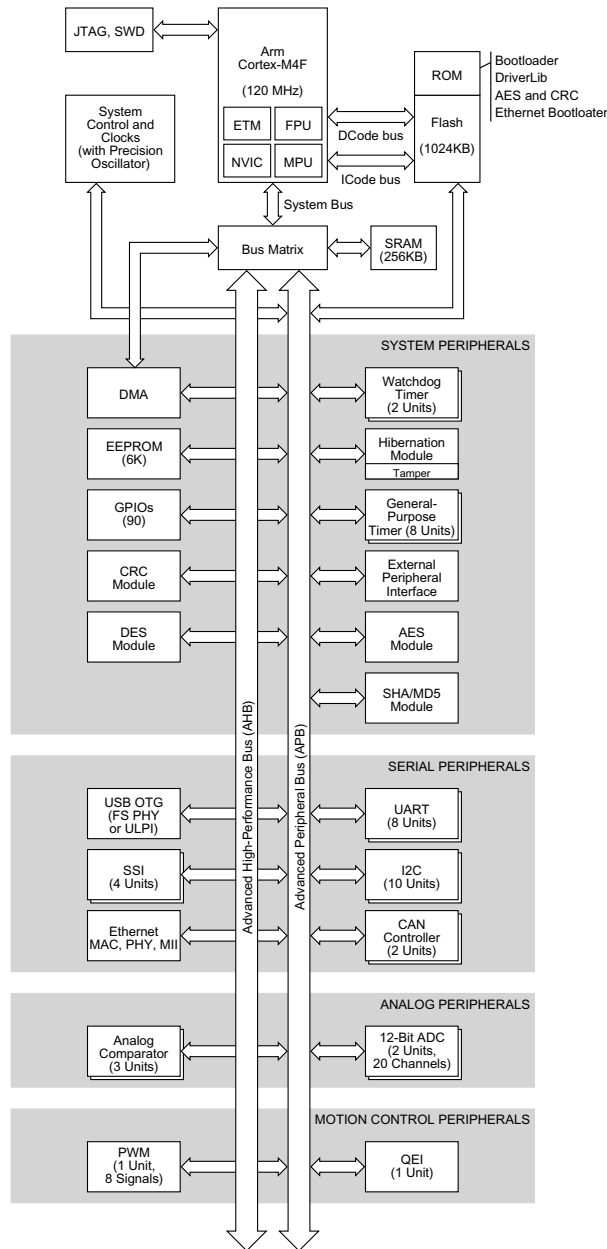 JTAG, SWD
Arm
Cortex-M4F
(120 MHz)
ETM
FPU
NVIC
MPU
ROM
Flash
(1024KB)
Bootloader
DriverLib
AES and CRC
Ethernet Bootloater
DCode bus
ICode bus
System
Control and
Clocks
(with Precision
Oscillator)
System Bus
Bus Matrix
SRAM
(256KB)
SYSTEM PERIPHERALS
DMA
Watchdog
Timer
(2 Units)
EEPROM
(6K)
Hibernation
Module
Tamper
GPIOs
(90)
General-
Purpose
Timer (8 Units)
CRC
Module
External
Peripheral
Interface
DES
Module
AES
Module
SHA/MD5
Module
Advanced High-Performance Bus (AHB)
Advanced Peripheral Bus (APB)
SERIAL PERIPHERALS
USB OTG
(FS PHY
or ULPI)
UART
(8 Units)
SSI
(4 Units)
I2C
(10 Units)
Ethernet
MAC, PHY, MII
CAN
Controller
(2 Units)
ANALOG PERIPHERALS
Analog
Comparator
(3 Units)
12-Bit ADC
(2 Units,
20 Channels)
MOTION CONTROL PERIPHERALS
PWM
(1 Unit,
8 Signals)
QEI
(1 Unit)